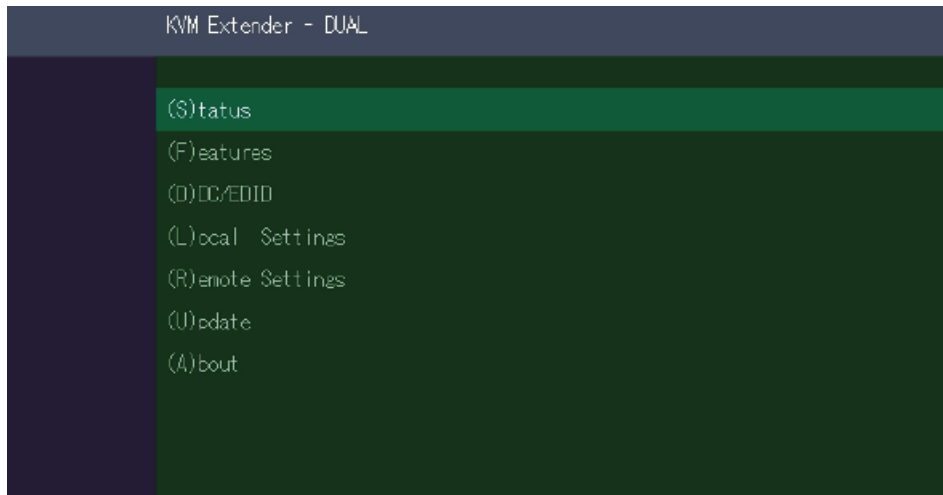 KVM Extender - DUAL
(S)tatus
(F)eatures
(D)DC/EDID
(L)ocal Settings
(R)emote Settings
(U)pdate
(A)bout